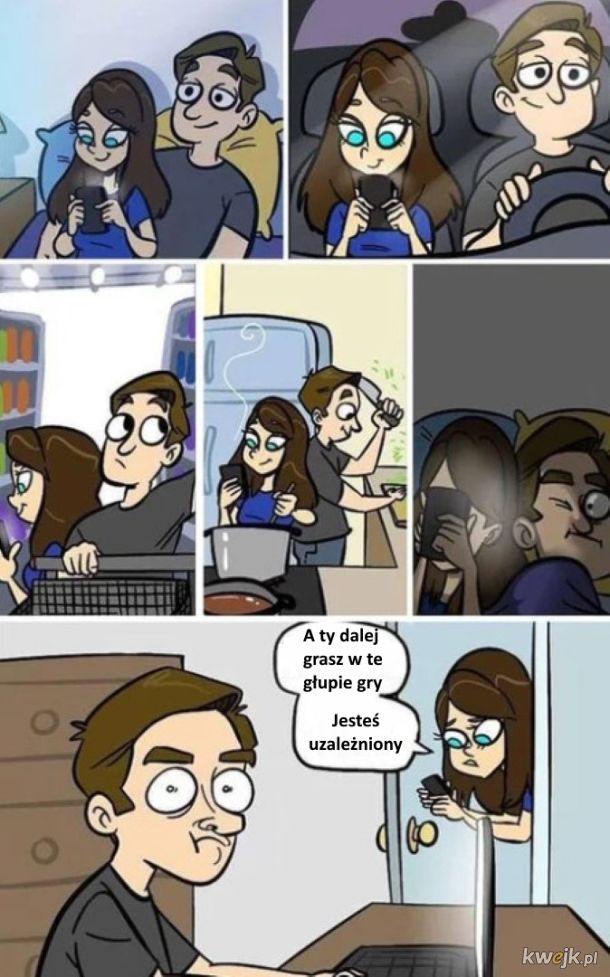 A ty dalej
grasz w te
głupie gry
Jesteś
uzależniony
kwejk.pl